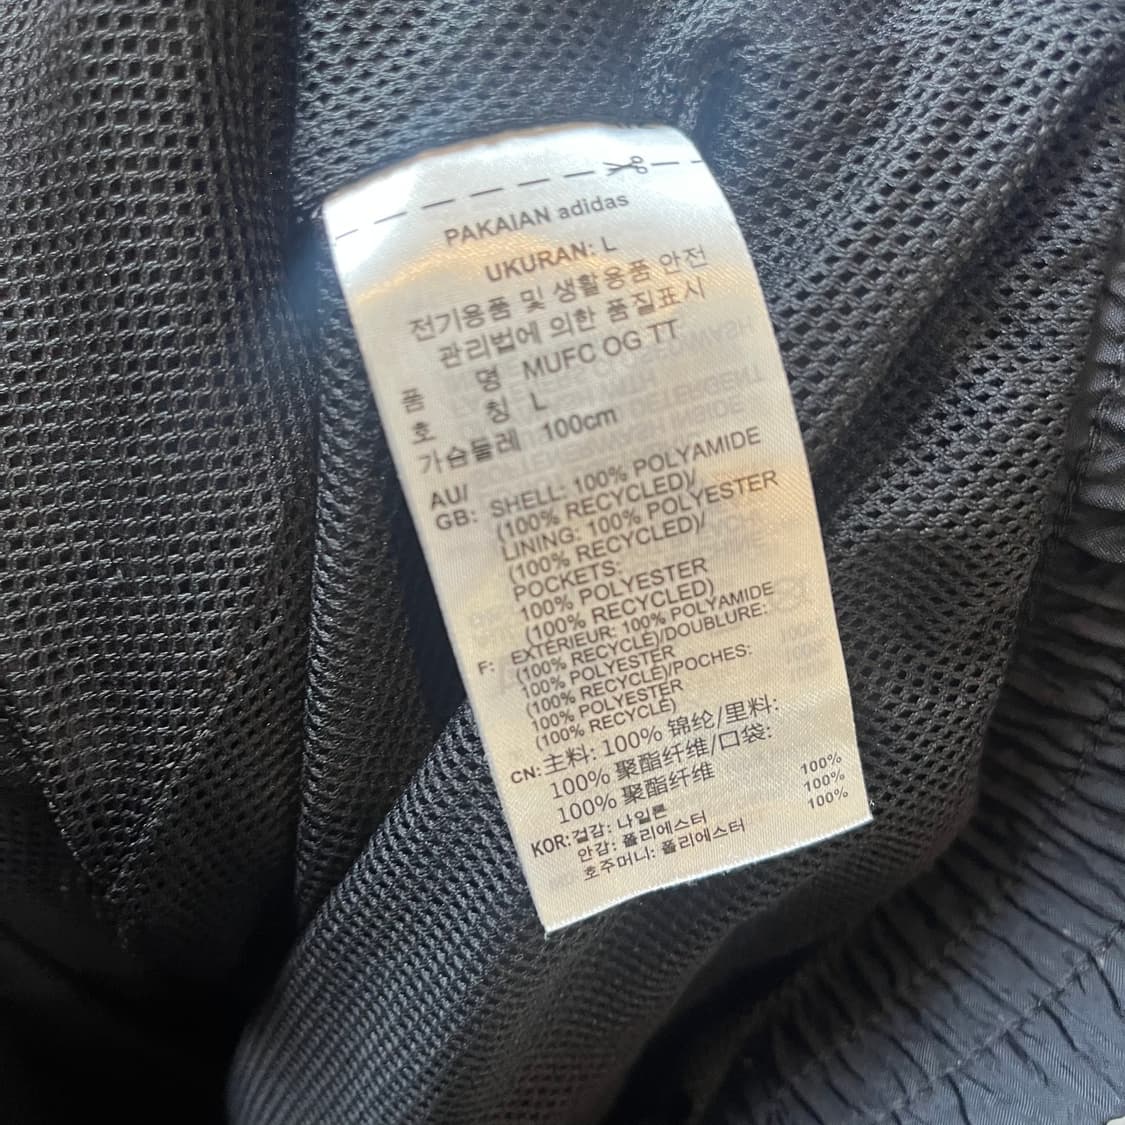 PAKAIAN adidas
UKURAN: L
전기용품 및 생활용품 안전
관리법에 의한 품질표시
품 명 MUFC OG TT
호 칭 L
가슴둘레 100cm
AU/
GB: SHELL: 100% POLYAMIDE
(100% RECYCLED)/
LINING: 100% POLYESTER
(100% RECYCLED)/
POCKETS:
100% POLYESTER
(100% RECYCLED)
F: EXTÉRIEUR: 100% POLYAMIDE
(100% RECYCLÉ)/DOUBLURE:
100% POLYESTER
(100% RECYCLÉ)/POCHES:
100% POLYESTER
(100% RECYCLÉ)
CN: 主料: 100% 锦纶/里料:
100% 聚酯纤维/口袋:
100% 聚酯纤维
KOR: 겉감: 나일론 100%
안감: 폴리에스터 100%
호주머니: 폴리에스터 100%